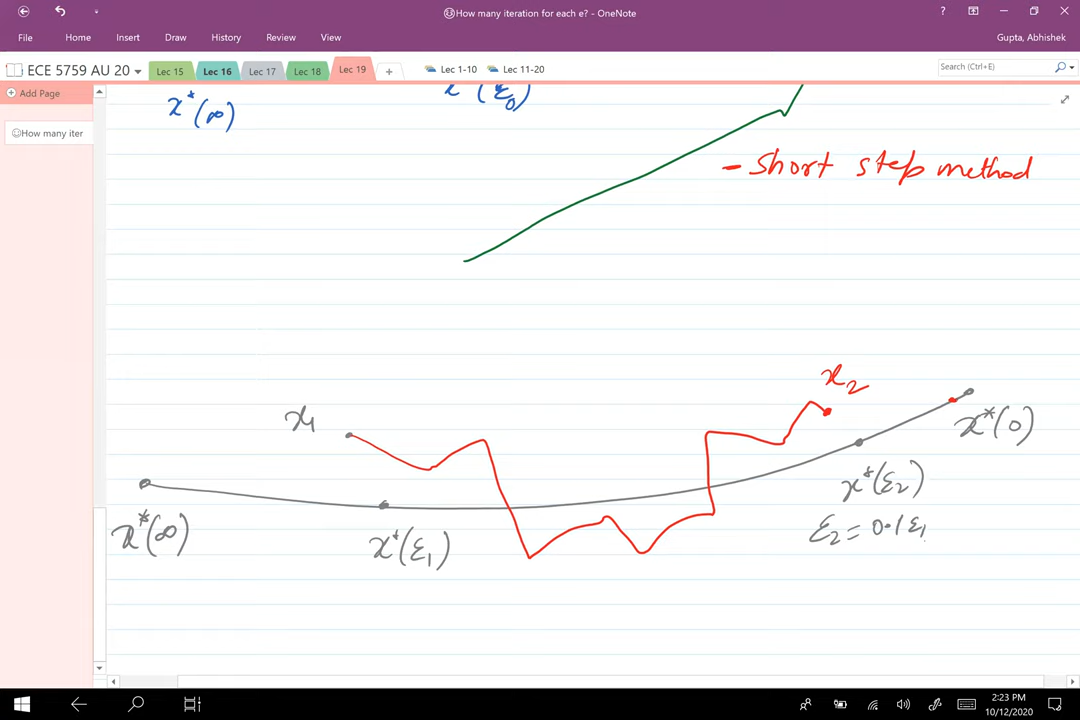 How many iteration for each e? - OneNote
?
File
Home
Insert
Draw
History
Review
View
Gupta, Abhishek
ECE 5759 AU 20
Lec 15
Lec 16
Lec 17
Lec 18
Lec 19
+
Lec 1-10
Lec 11-20
Search (Ctrl+E)
Add Page
How many iter
x*(∞)
x*(ε0)
- Short step method
x2
x1
x*(0)
x*(∞)
x*(ε1)
x*(ε2)
ε2 = 0.1 ε1
2:23 PM
10/12/2020